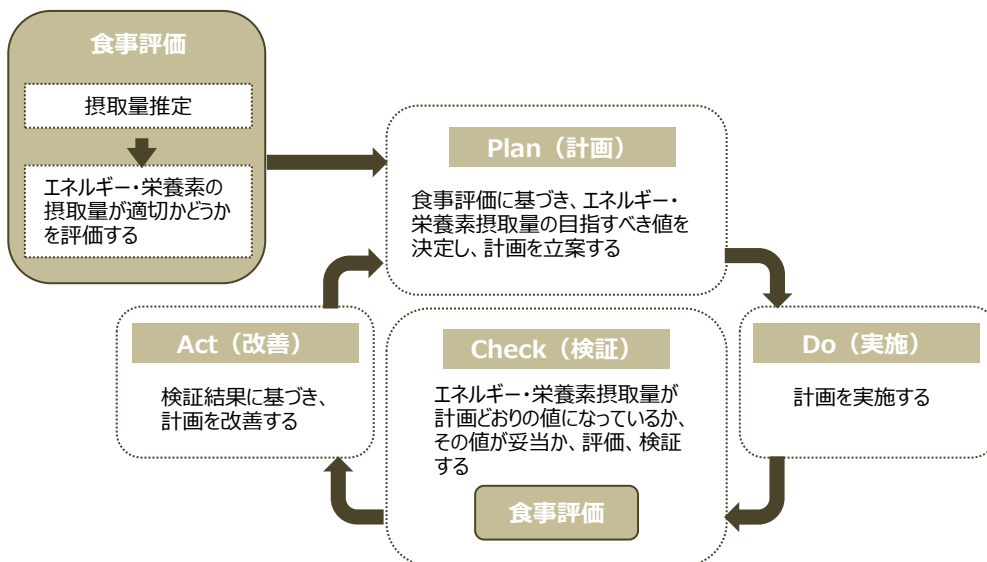 食事評価
摂取量推定
エネルギー・栄養素の
摂取量が適切かどうか
を評価する
Plan（計画）
食事評価に基づき、エネルギー・
栄養素摂取量の目指すべき値を
決定し、計画を立案する
Act（改善）
検証結果に基づき、
計画を改善する
Check（検証）
エネルギー・栄養素摂取量が
計画どおりの値になっているか、
その値が妥当か、評価、検証
する
食事評価
Do（実施）
計画を実施する